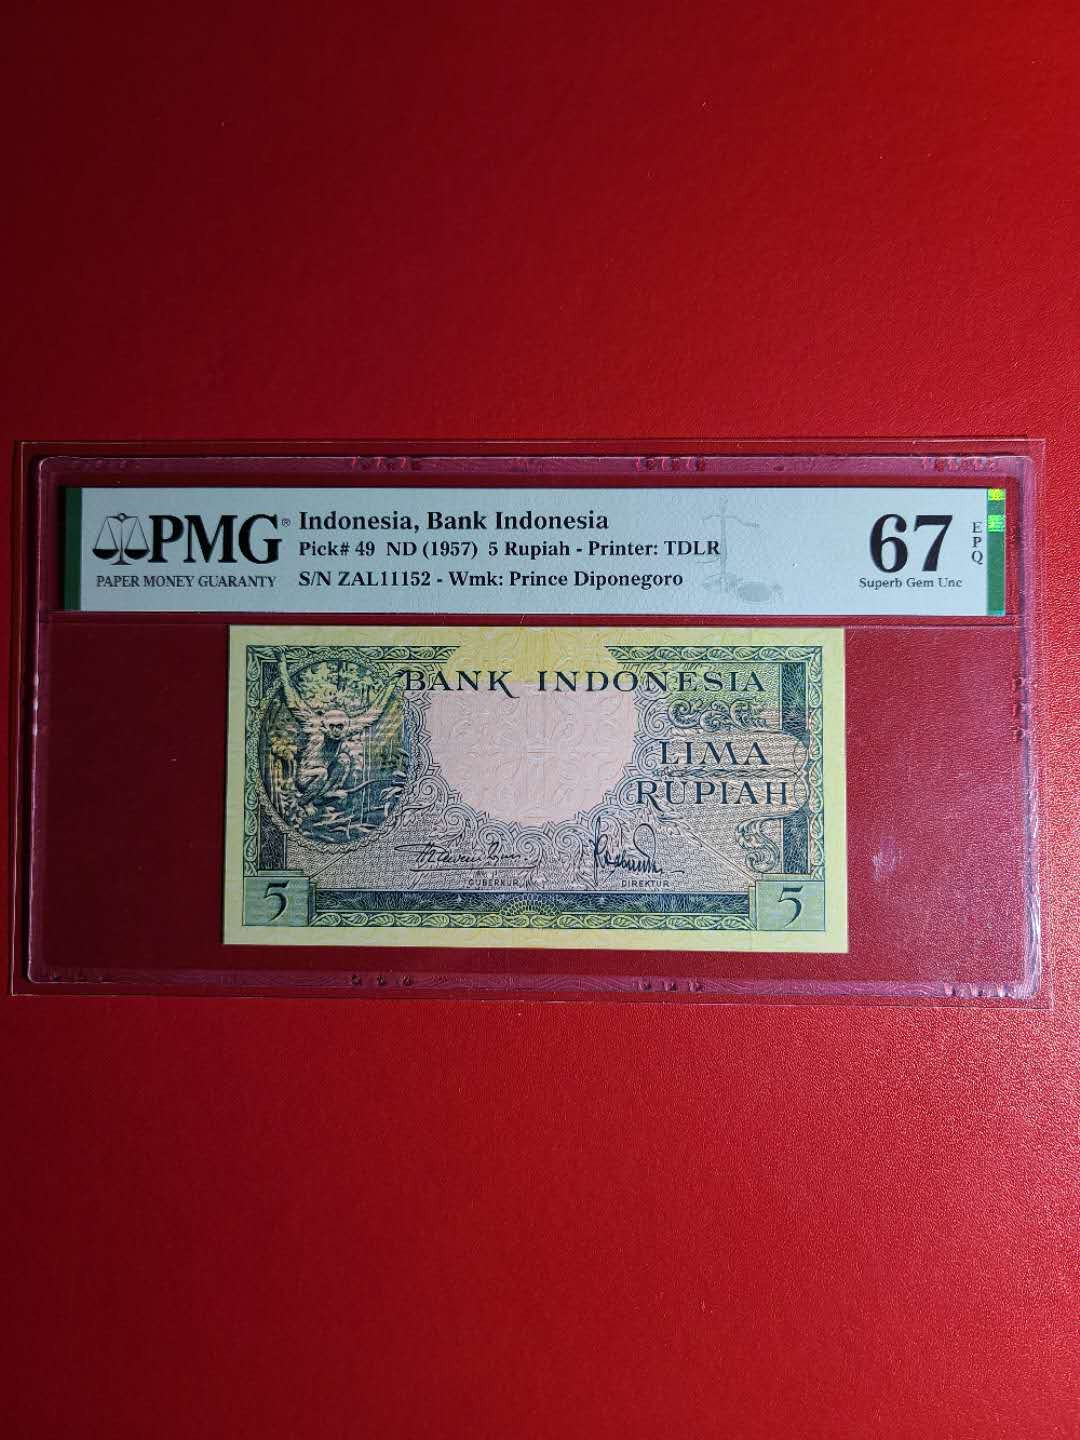 PMG®
PAPER MONEY GUARANTY
Indonesia, Bank Indonesia
Pick# 49 ND (1957) 5 Rupiah - Printer: TDLR
S/N ZAL11152 - Wmk: Prince Diponegoro
67
EPQ
Superb Gem Unc
BANK INDONESIA
LIMA
RUPIAH
GUBERNUR
DIREKTUR
5
5